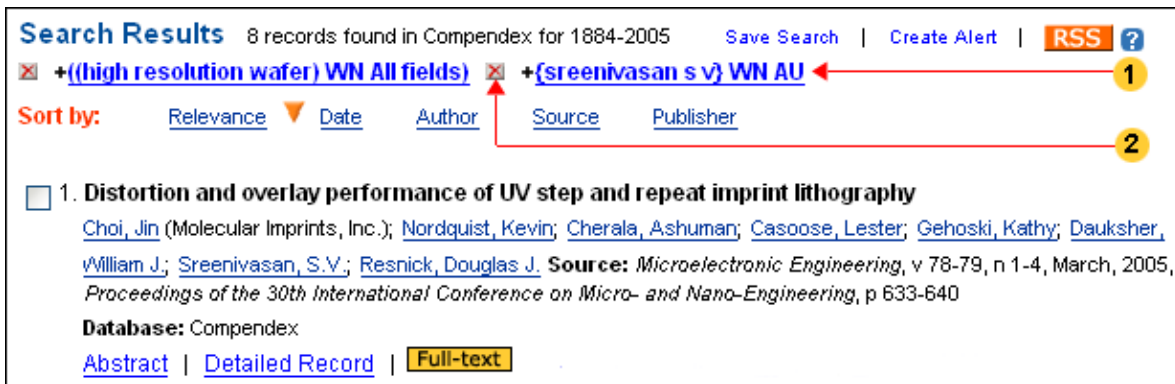 Search Results 8 records found in Compendex for 1884-2005 Save Search | Create Alert | RSS ?
+((high resolution wafer) WN All fields) +{sreenivasan s v} WN AU 1
Sort by: Relevance Date Author Source Publisher
2
1. Distortion and overlay performance of UV step and repeat imprint lithography
Choi, Jin (Molecular Imprints, Inc.); Nordquist, Kevin; Cherala, Ashuman; Casoose, Lester; Gehoski, Kathy; Dauksher,
William J.; Sreenivasan, S.V.; Resnick, Douglas J. Source: Microelectronic Engineering, v 78-79, n 1-4, March, 2005,
Proceedings of the 30th International Conference on Micro- and Nano-Engineering, p 633-640
Database: Compendex
Abstract | Detailed Record | Full-text